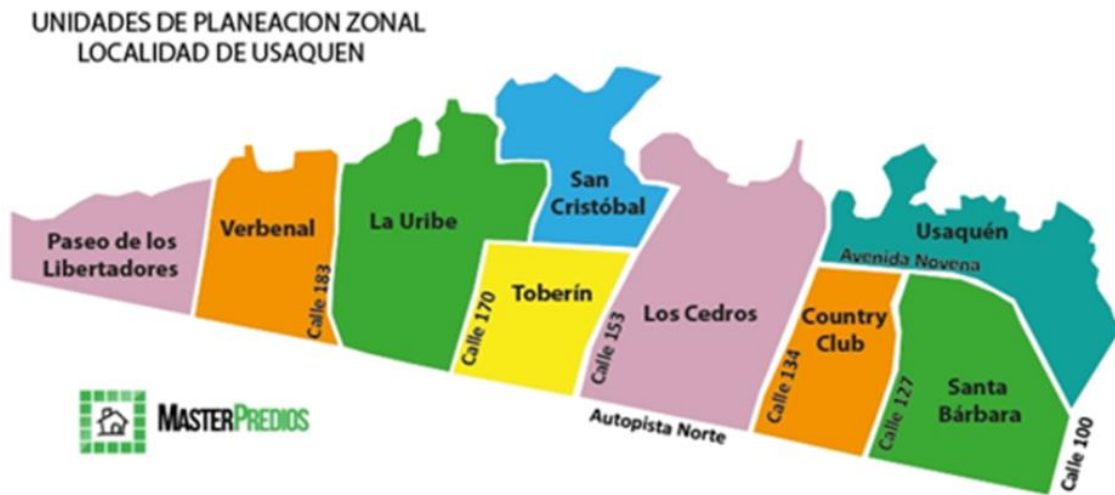 UNIDADES DE PLANEACION ZONAL
LOCALIDAD DE USAQUEN
Paseo de los
Libertadores
Verbenal
Calle 183
La Uribe
San
Cristóbal
Calle 170
Toberín
Calle 153
Los Cedros
Usaquén
Avenida Novena
Country
Club
Calle 134
Calle 127
Santa
Bárbara
Calle 100
Autopista Norte
MASTERPREDIOS